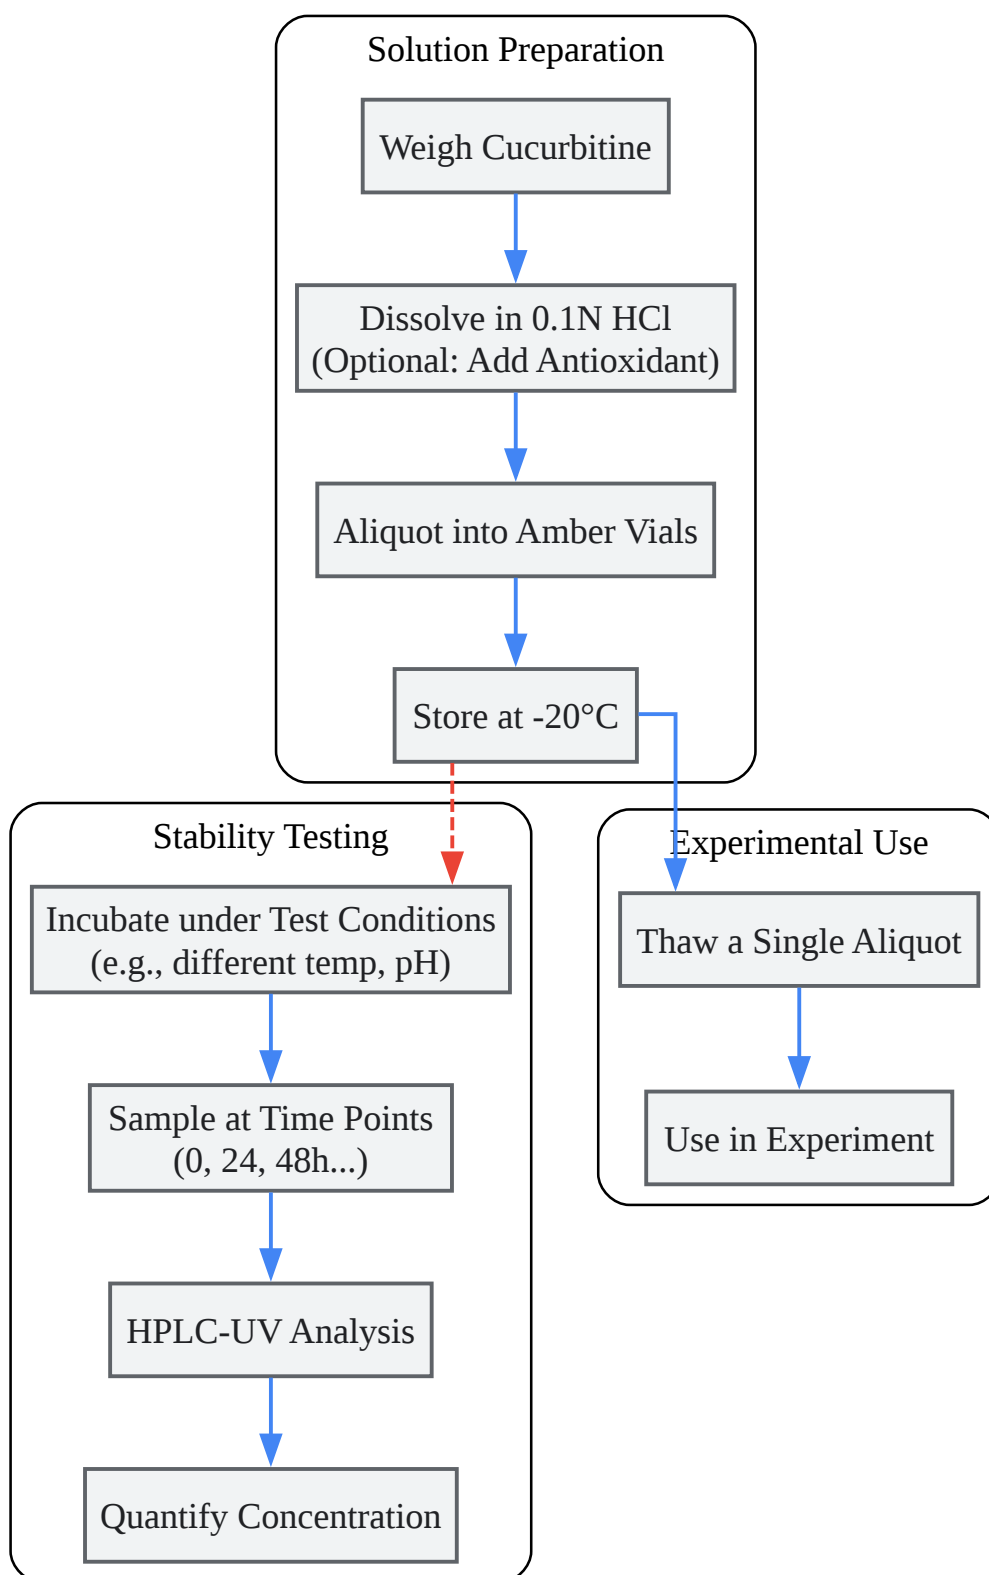 Solution Preparation
Weigh Cucurbitine
Dissolve in 0.1N HCl
(Optional: Add Antioxidant)
Aliquot into Amber Vials
Store at -20°C
Stability Testing
Incubate under Test Conditions
(e.g., different temp, pH)
Sample at Time Points
(0, 24, 48h...)
HPLC-UV Analysis
Quantify Concentration
Experimental Use
Thaw a Single Aliquot
Use in Experiment